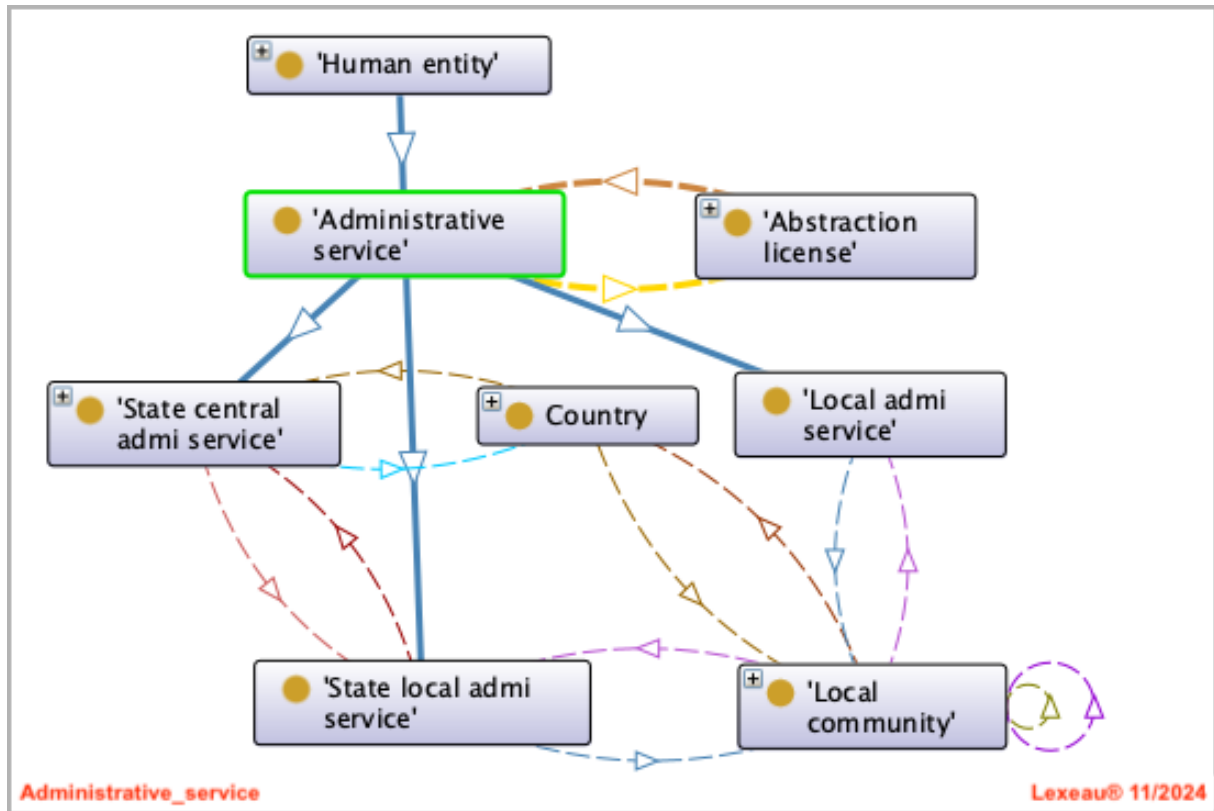 'Human entity'
'Administrative
service'
'Abstraction
license'
'State central
admi service'
Country
'Local admi
service'
'State local admi
service'
'Local
community'
Administrative_service
Lexeau® 11/2024